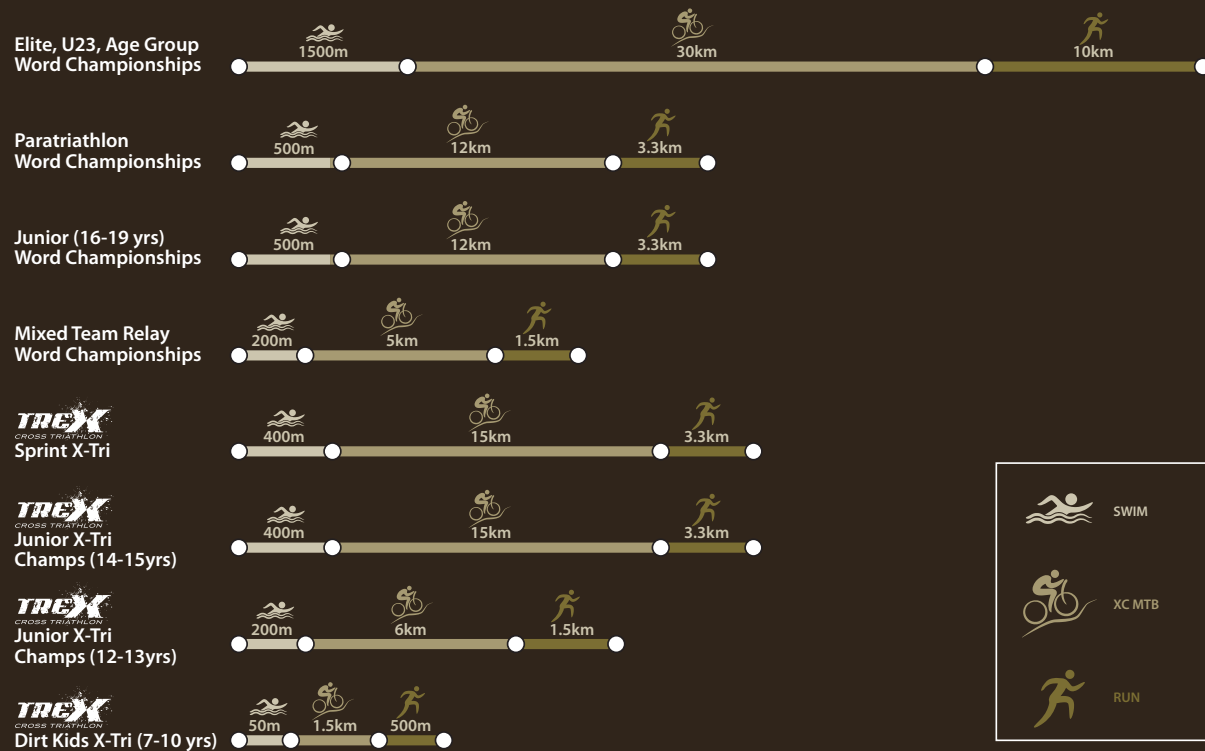 1500m
30km
10km
Elite, U23, Age Group
Word Championships
500m
12km
3.3km
Paratriathlon
Word Championships
500m
12km
3.3km
Junior (16-19 yrs)
Word Championships
200m
5km
1.5km
Mixed Team Relay
Word Championships
TREX
CROSS TRIATHLON
Sprint X-Tri
400m
15km
3.3km
TREX
CROSS TRIATHLON
Junior X-Tri
Champs (14-15yrs)
400m
15km
3.3km
TREX
CROSS TRIATHLON
Junior X-Tri
Champs (12-13yrs)
200m
6km
1.5km
TREX
CROSS TRIATHLON
Dirt Kids X-Tri (7-10 yrs)
50m
1.5km
500m
SWIM
XC MTB
RUN